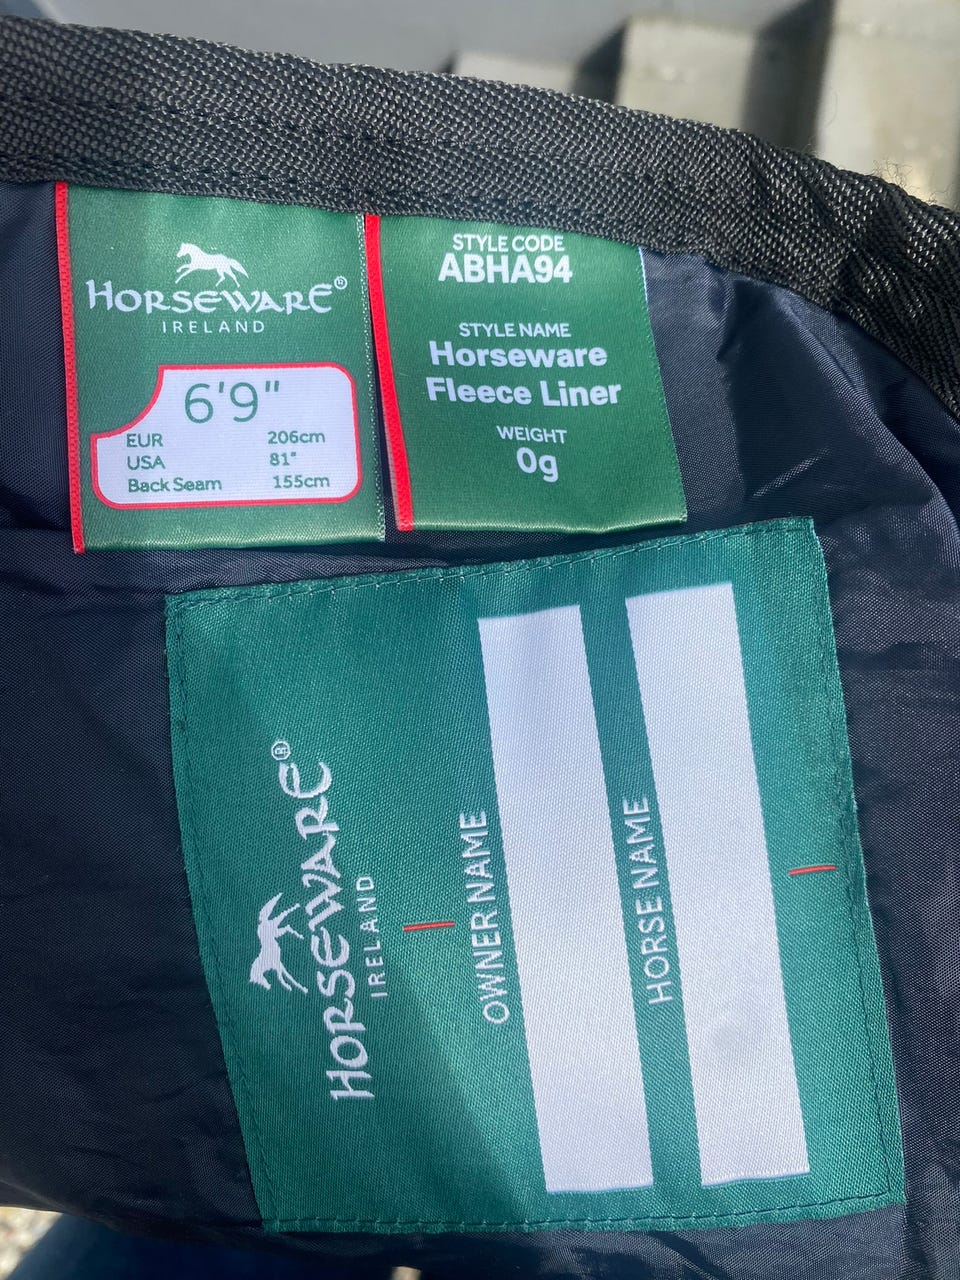 HORSEWARE®
IRELAND
6'9"
EUR 206cm
USA 81"
Back Seam 155cm
STYLE CODE
ABHA94
STYLE NAME
Horseware
Fleece Liner
WEIGHT
0g
HORSEWARE®
IRELAND
OWNER NAME
HORSE NAME